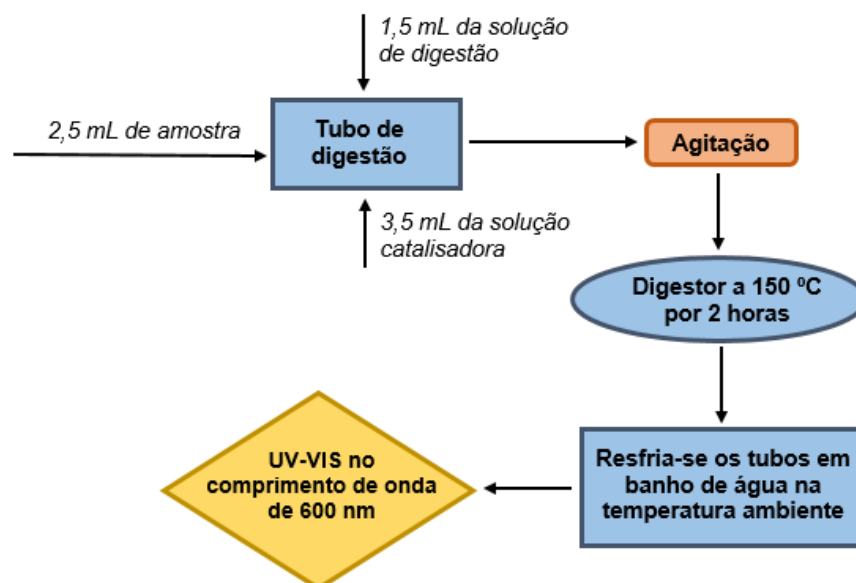 1,5 mL da solução
de digestão
2,5 mL de amostra
Tubo de
digestão
Agitação
3,5 mL da solução
catalisadora
Digestor a 150 ºC
por 2 horas
Resfria-se os tubos em
banho de água na
temperatura ambiente
UV-VIS no
comprimento de onda
de 600 nm